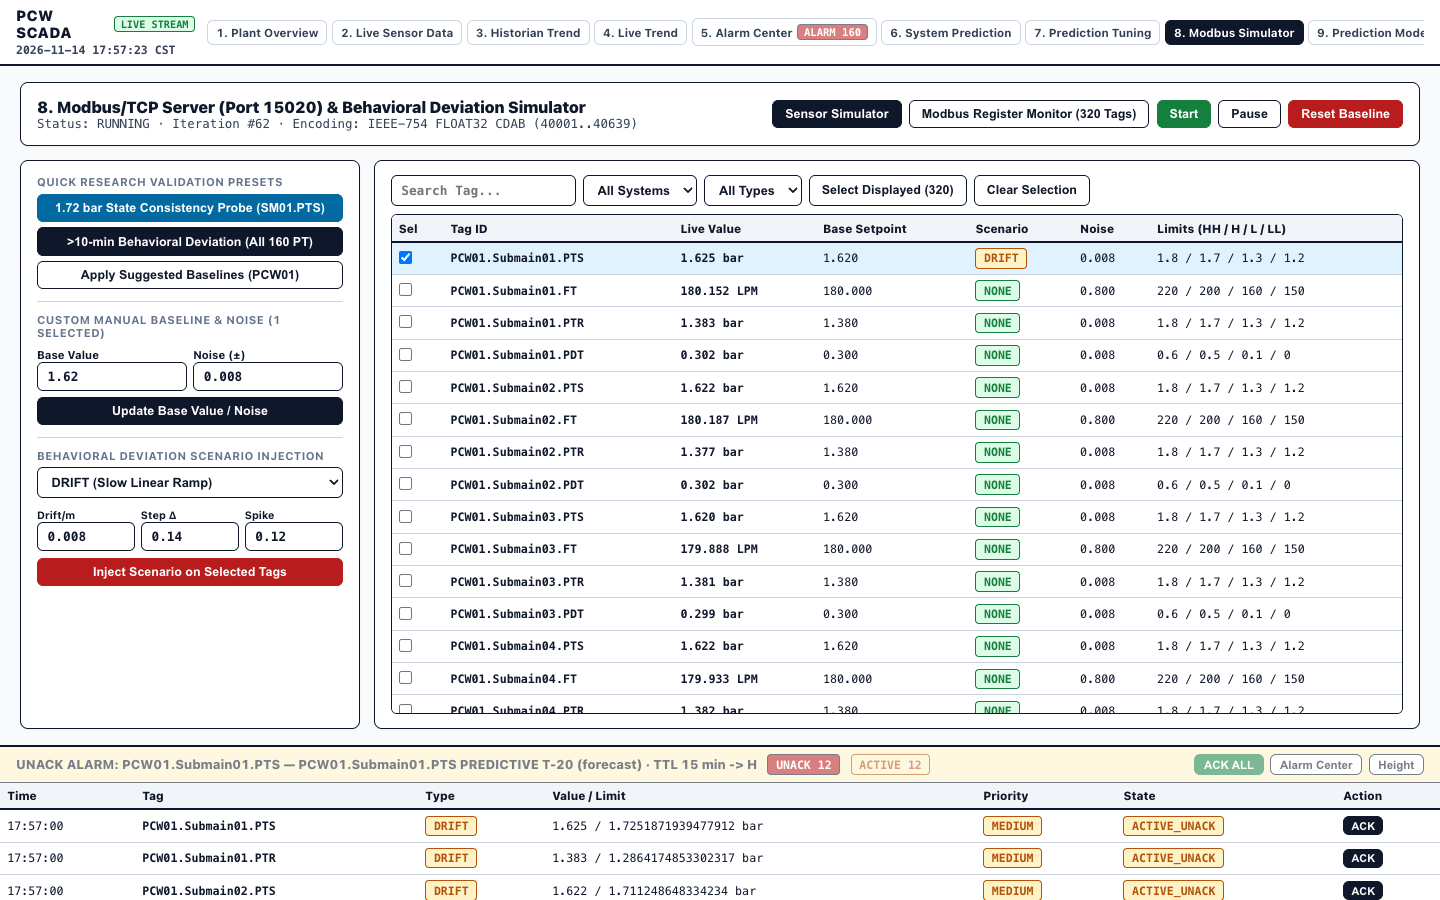 PCW SCADA
LIVE STREAM
2026-11-14 17:57:23 CST
1. Plant Overview
2. Live Sensor Data
3. Historian Trend
4. Live Trend
5. Alarm Center ALARM 160
6. System Prediction
7. Prediction Tuning
8. Modbus Simulator
9. Prediction Mode
8. Modbus/TCP Server (Port 15020) & Behavioral Deviation Simulator
Status: RUNNING · Iteration #62 · Encoding: IEEE-754 FLOAT32 CDAB (40001..40639)
Sensor Simulator
Modbus Register Monitor (320 Tags)
Start
Pause
Reset Baseline
QUICK RESEARCH VALIDATION PRESETS
1.72 bar State Consistency Probe (SM01.PTS)
>10-min Behavioral Deviation (All 160 PT)
Apply Suggested Baselines (PCW01)
CUSTOM MANUAL BASELINE & NOISE (1
SELECTED)
Base Value Noise (±)
1.62 0.008
Update Base Value / Noise
BEHAVIORAL DEVIATION SCENARIO INJECTION
DRIFT (Slow Linear Ramp)
Drift/m Step Δ Spike
0.008 0.14 0.12
Inject Scenario on Selected Tags
Search Tag...
All Systems
All Types
Select Displayed (320)
Clear Selection
Sel Tag ID Live Value Base Setpoint Scenario Noise Limits (HH / H / L / LL)
PCW01.Submain01.PTS 1.625 bar 1.620 DRIFT 0.008 1.8 / 1.7 / 1.3 / 1.2
PCW01.Submain01.FT 180.152 LPM 180.000 NONE 0.800 220 / 200 / 160 / 150
PCW01.Submain01.PTR 1.383 bar 1.380 NONE 0.008 1.8 / 1.7 / 1.3 / 1.2
PCW01.Submain01.PDT 0.302 bar 0.300 NONE 0.008 0.6 / 0.5 / 0.1 / 0
PCW01.Submain02.PTS 1.622 bar 1.620 NONE 0.008 1.8 / 1.7 / 1.3 / 1.2
PCW01.Submain02.FT 180.187 LPM 180.000 NONE 0.800 220 / 200 / 160 / 150
PCW01.Submain02.PTR 1.377 bar 1.380 NONE 0.008 1.8 / 1.7 / 1.3 / 1.2
PCW01.Submain02.PDT 0.302 bar 0.300 NONE 0.008 0.6 / 0.5 / 0.1 / 0
PCW01.Submain03.PTS 1.620 bar 1.620 NONE 0.008 1.8 / 1.7 / 1.3 / 1.2
PCW01.Submain03.FT 179.888 LPM 180.000 NONE 0.800 220 / 200 / 160 / 150
PCW01.Submain03.PTR 1.381 bar 1.380 NONE 0.008 1.8 / 1.7 / 1.3 / 1.2
PCW01.Submain03.PDT 0.299 bar 0.300 NONE 0.008 0.6 / 0.5 / 0.1 / 0
PCW01.Submain04.PTS 1.622 bar 1.620 NONE 0.008 1.8 / 1.7 / 1.3 / 1.2
PCW01.Submain04.FT 179.933 LPM 180.000 NONE 0.800 220 / 200 / 160 / 150
PCW01.Submain04.PTR 1.382 bar 1.380 NONE 0.008 1.8 / 1.7 / 1.3 / 1.2
UNACK ALARM: PCW01.Submain01.PTS — PCW01.Submain01.PTS PREDICTIVE T-20 (forecast) · TTL 15 min -> H UNACK 12 ACTIVE 12 ACK ALL Alarm Center Height
Time Tag Type Value / Limit Priority State Action
17:57:00 PCW01.Submain01.PTS DRIFT 1.625 / 1.7251871939477912 bar MEDIUM ACTIVE_UNACK ACK
17:57:00 PCW01.Submain01.PTR DRIFT 1.383 / 1.2864174853302317 bar MEDIUM ACTIVE_UNACK ACK
17:57:00 PCW01.Submain02.PTS DRIFT 1.622 / 1.711248648334234 bar MEDIUM ACTIVE_UNACK ACK